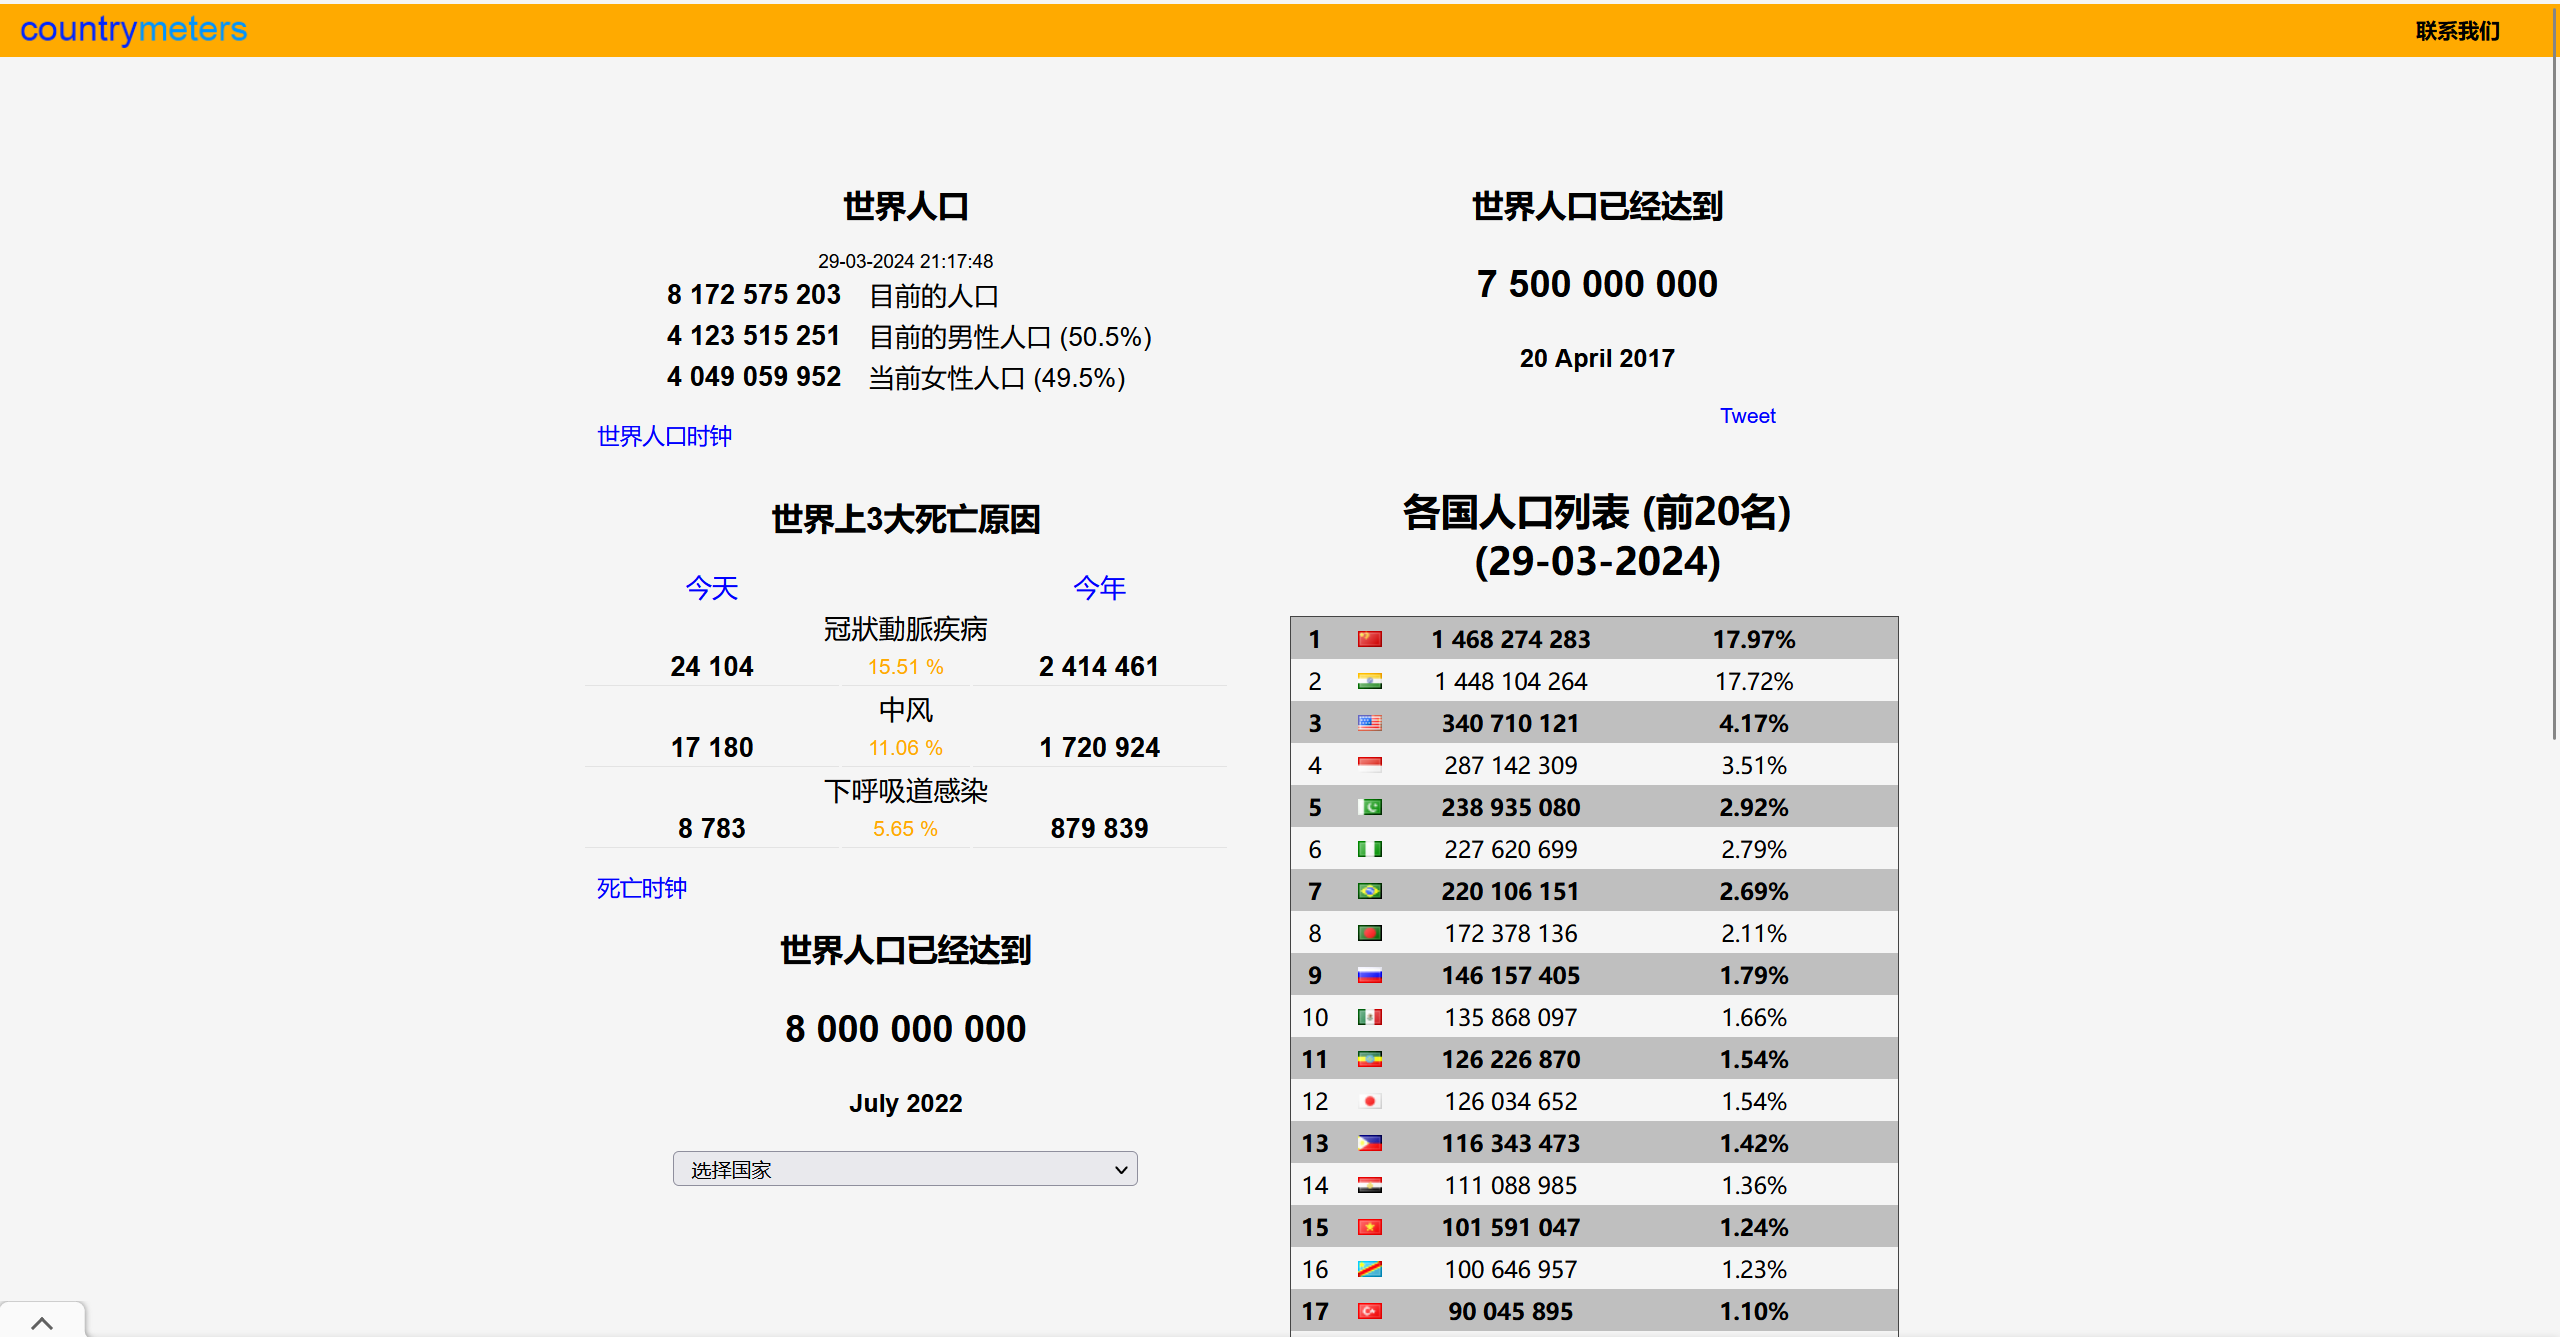 countrymeters
联系我们
世界人口
29-03-2024 21:17:48
8 172 575 203 目前的人口
4 123 515 251 目前的男性人口 (50.5%)
4 049 059 952 当前女性人口 (49.5%)
世界人口时钟
世界上3大死亡原因
今天 今年
冠狀動脈疾病
24 104 15.51 % 2 414 461
中风
17 180 11.06 % 1 720 924
下呼吸道感染
8 783 5.65 % 879 839
死亡时钟
世界人口已经达到
8 000 000 000
July 2022
选择国家
世界人口已经达到
7 500 000 000
20 April 2017
Tweet
各国人口列表 (前20名)
(29-03-2024)
1 1 468 274 283 17.97%
2 1 448 104 264 17.72%
3 340 710 121 4.17%
4 287 142 309 3.51%
5 238 935 080 2.92%
6 227 620 699 2.79%
7 220 106 151 2.69%
8 172 378 136 2.11%
9 146 157 405 1.79%
10 135 868 097 1.66%
11 126 226 870 1.54%
12 126 034 652 1.54%
13 116 343 473 1.42%
14 111 088 985 1.36%
15 101 591 047 1.24%
16 100 646 957 1.23%
17 90 045 895 1.10%